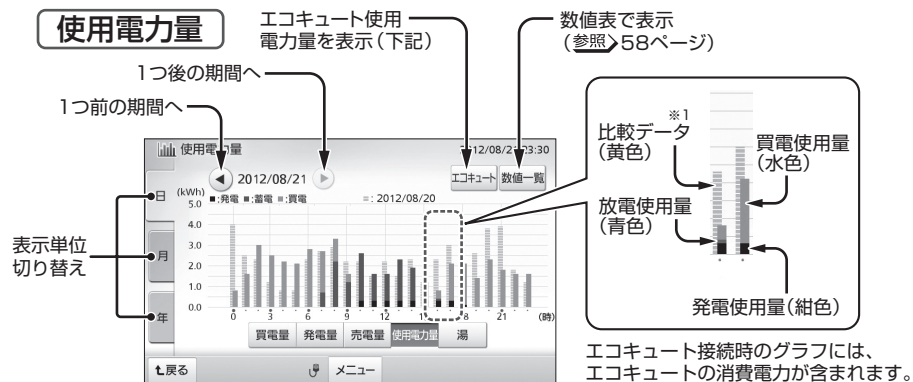 使用電力量
エコキュート使用
電力量を表示(下記)
数値表で表示
(参照 58ページ)
1つ後の期間へ
1つ前の期間へ
使用電力量
2012/08/21 23:30
2012/08/21
エコキュート
数値一覧
(kWh)
■:発電 ■:蓄電 ■:買電
=: 2012/08/20
5.0
4.0
3.0
2.0
1.0
0.0
0 3 6 9 12 15 18 21 (時)
日
月
年
表示単位
切り替え
買電量
発電量
売電量
使用電力量
湯
戻る
メニュー
※1
比較データ
(黄色)
買電使用量
(水色)
放電使用量
(青色)
発電使用量(紺色)
エコキュート接続時のグラフには、
エコキュートの消費電力が含まれます。